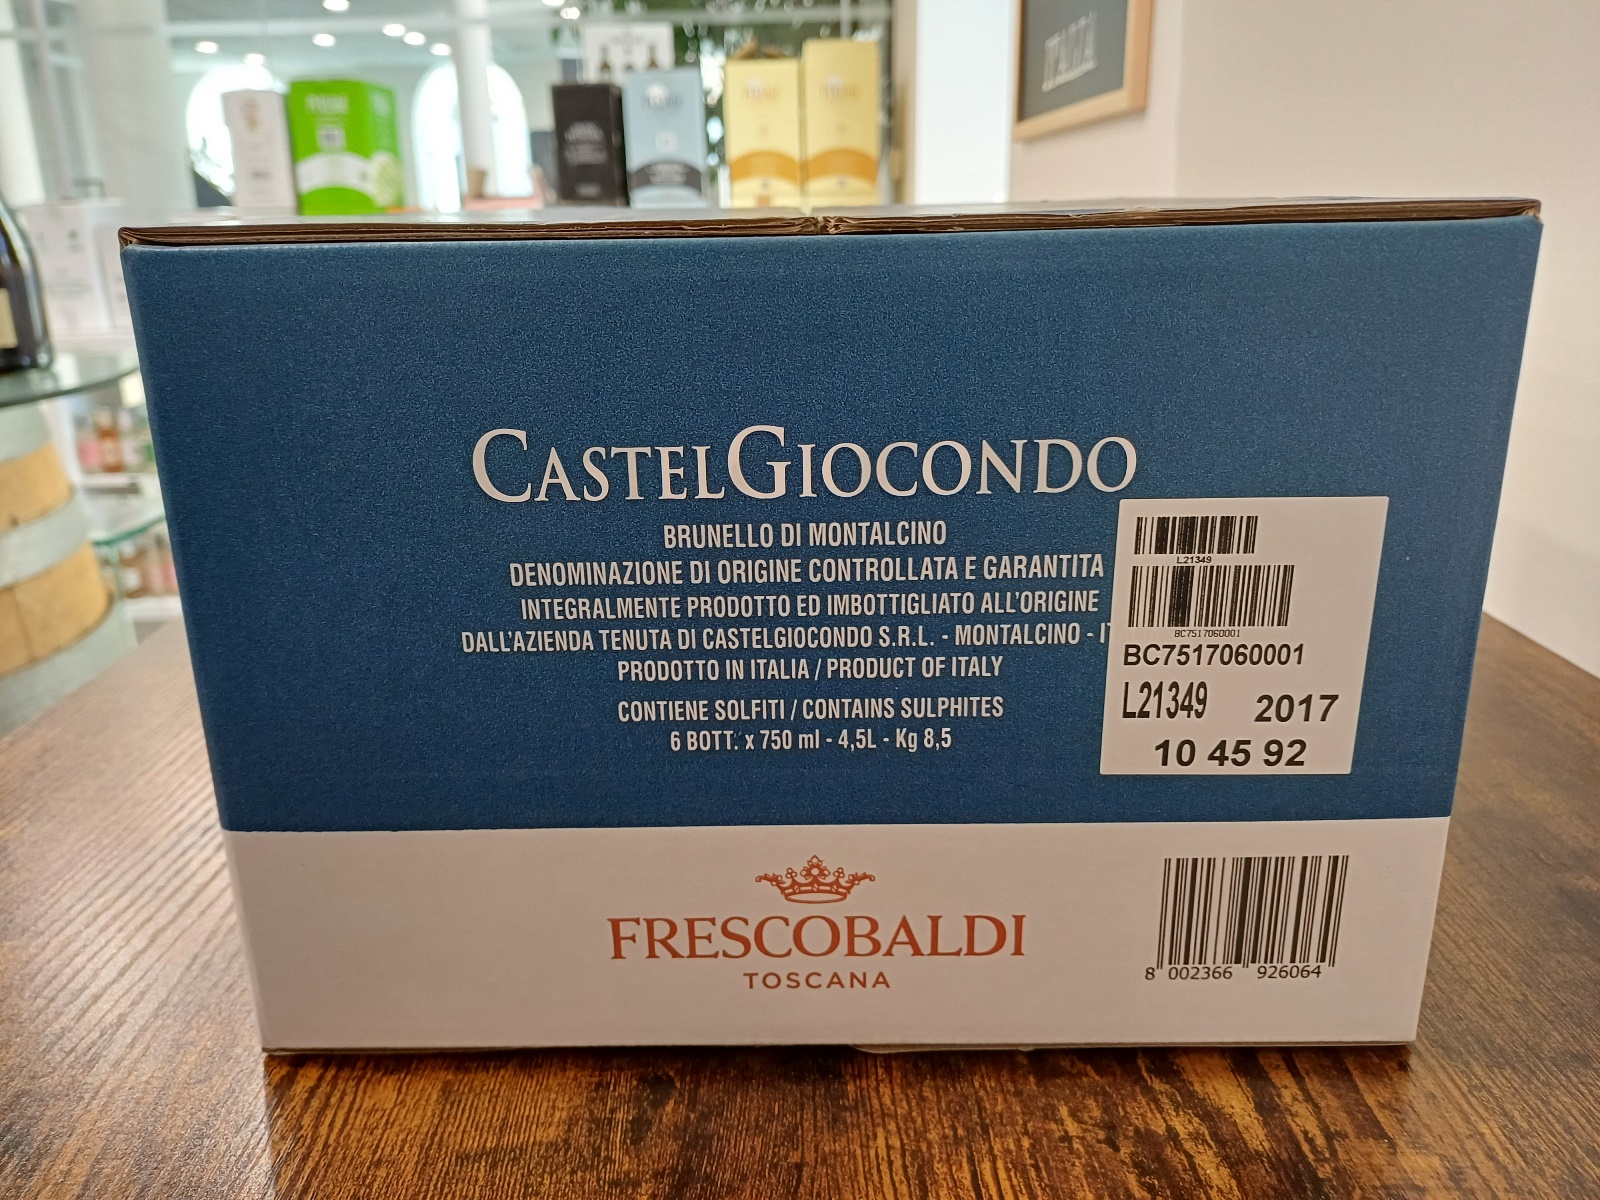 ITALIA
CASTELGIOCONDO
BRUNELLO DI MONTALCINO
DENOMINAZIONE DI ORIGINE CONTROLLATA E GARANTITA
INTEGRALMENTE PRODOTTO ED IMBOTTIGLIATO ALL'ORIGINE
DALL'AZIENDA TENUTA DI CASTELGIOCONDO S.R.L. - MONTALCINO -
PRODOTTO IN ITALIA / PRODUCT OF ITALY
CONTIENE SOLFITI / CONTAINS SULPHITES
6 BOTT. x 750 ml - 4,5L - Kg 8,5
L21349
BC7517060001
BC7517060001
L21349 2017
10 45 92
FRESCOBALDI
TOSCANA
8 002366 926064